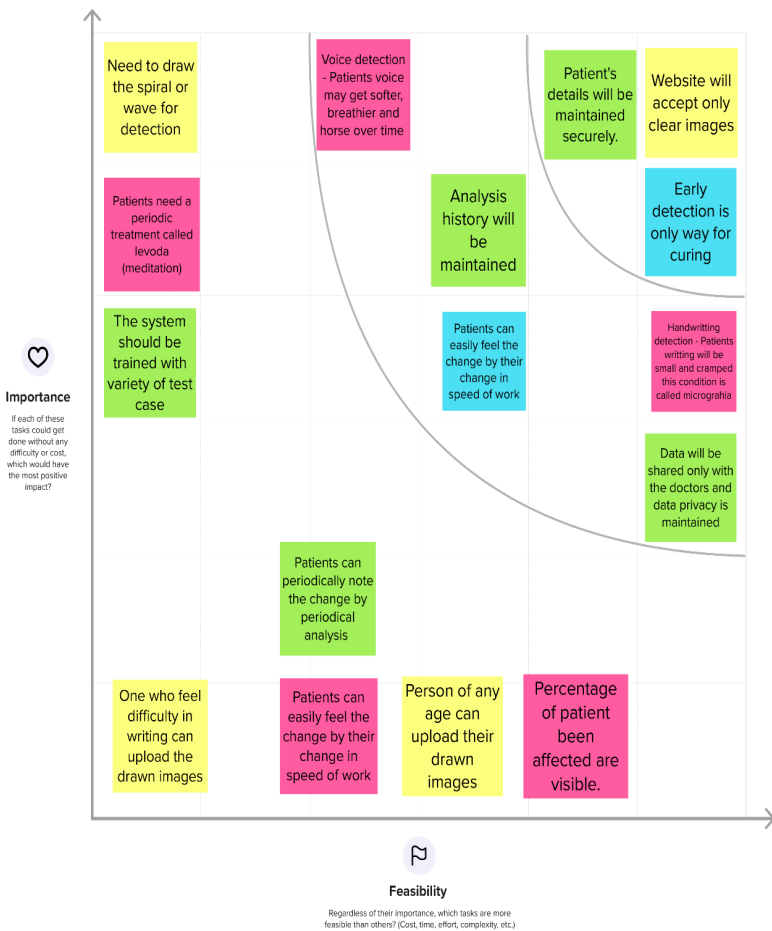 Need to draw
the spiral or
wave for
detection
Voice detection
- Patients voice
may get softer,
breathier and
horse over time
Patient's
details will be
maintained
securely.
Website will
accept only
clear images
Patients need a
periodic
treatment called
levoda
(meditation)
Analysis
history will
be
maintained
Early
detection is
only way for
curing
The system
should be
trained with
variety of test
case
Patients can
easily feel the
change by their
change in
speed of work
Handwritting
detection - Patients
wrriting will be
small and cramped
this condition is
called micrograhia
Importance
If each of these
tasks could get
done without any
difficulty or cost,
which would have
the most positive
impact?
Data will be
shared only with
the doctors and
data privacy is
maintained
Patients can
periodically note
the change by
periodical
analysis
One who feel
difficulty in
writing can
upload the
drawn images
Patients can
easily feel the
change by their
change in
speed of work
Person of any
age can
upload their
drawn
images
Percentage
of patient
been
affected are
visible.
Feasibility
Regardless of their importance, which tasks are more
feasible than others? (Cost, time, effort, complexity, etc.)